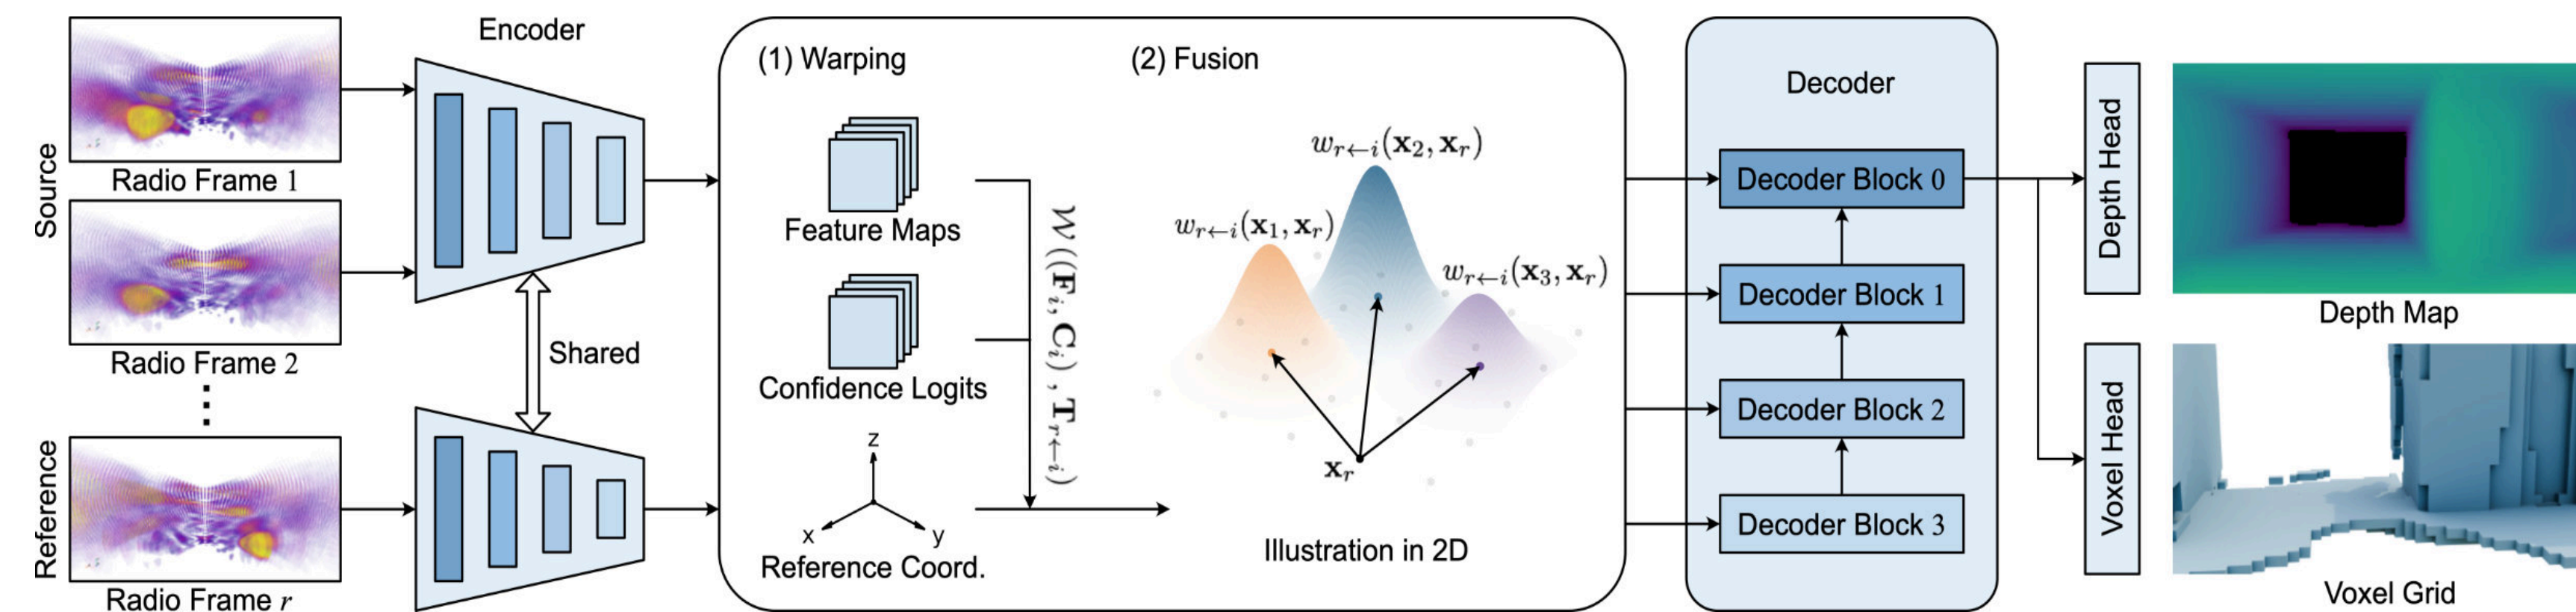 Source
Radio Frame 1
Radio Frame 2
Reference
Radio Frame r
Encoder
Shared
(1) Warping
Feature Maps
Confidence Logits
z
x
y
Reference Coord.
𝒲((F_i, C_i), T_{r←i})
(2) Fusion
w_{r←i}(x_2, x_r)
w_{r←i}(x_1, x_r)
w_{r←i}(x_3, x_r)
x_r
Illustration in 2D
Decoder
Decoder Block 0
Decoder Block 1
Decoder Block 2
Decoder Block 3
Depth Head
Voxel Head
Depth Map
Voxel Grid